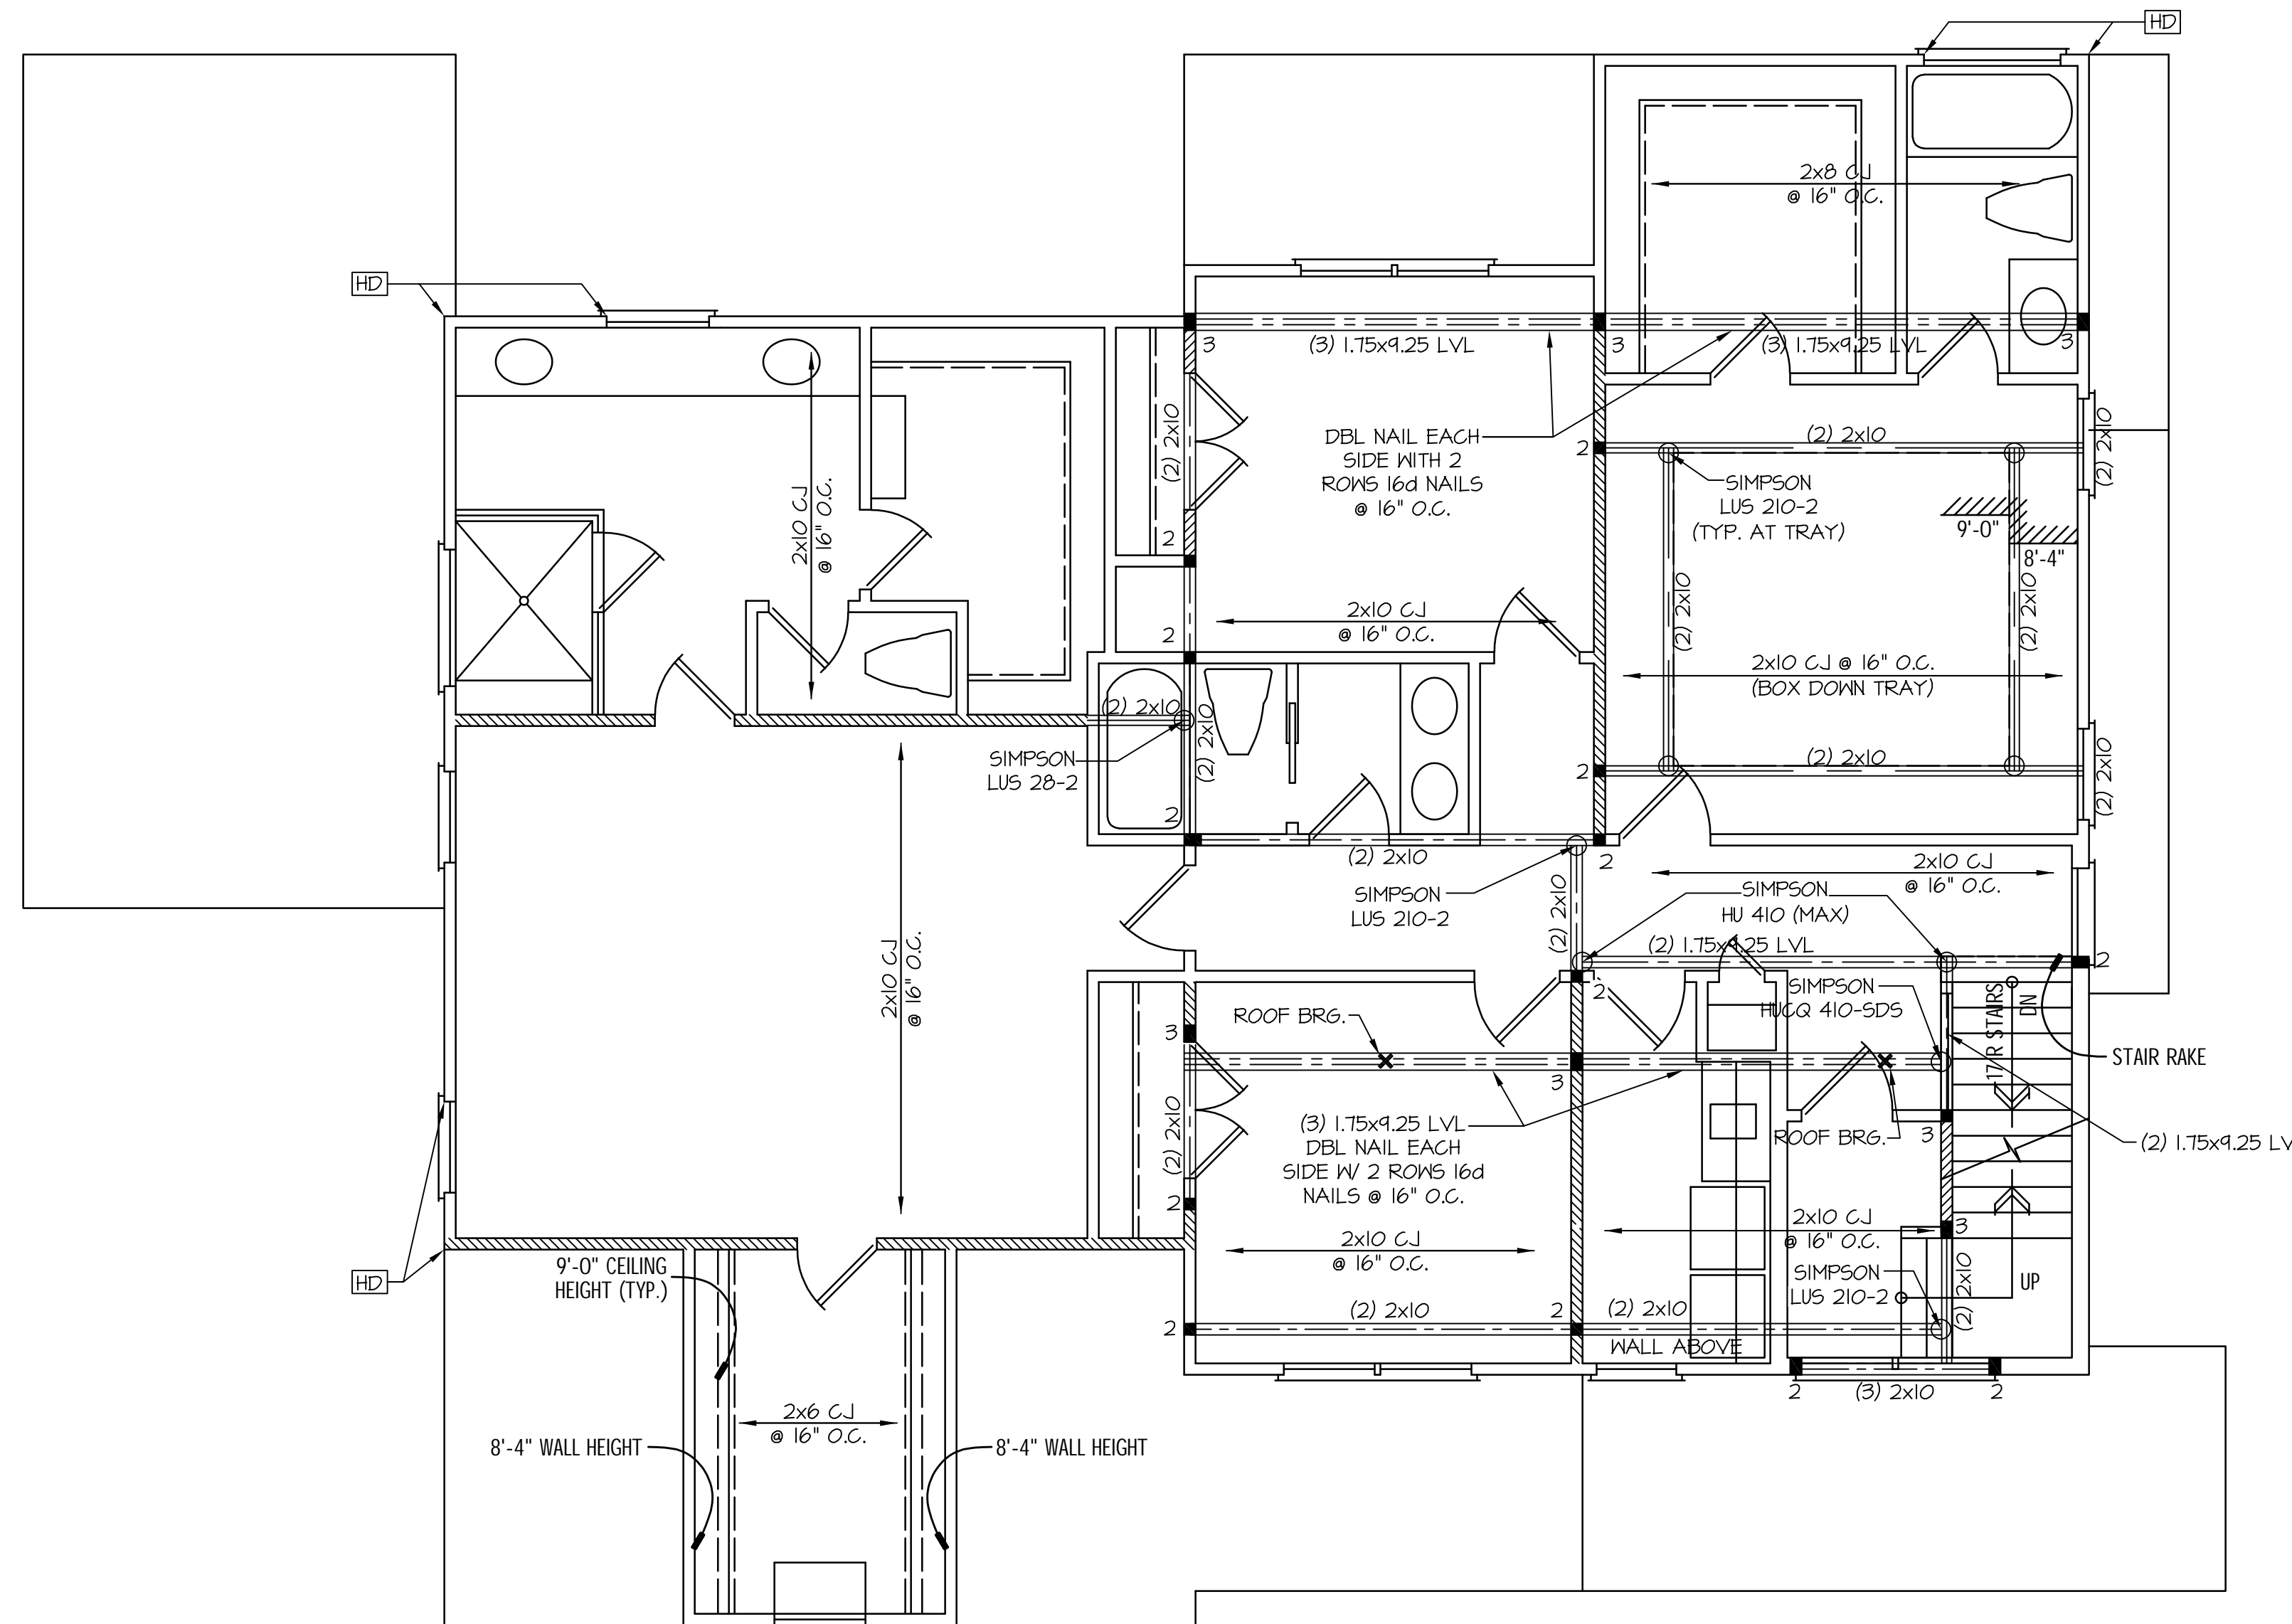 HD
2x8 CJ
@ 16" O.C.
HD
3
(3) 1.75x9.25 LVL
3
(3) 1.75x9.25 LVL
3
(2) 2x10
DBL NAIL EACH
SIDE WITH 2
ROWS 16d NAILS
@ 16" O.C.
2
(2) 2x10
(2) 2x10
SIMPSON
LUS 210-2
(TYP. AT TRAY)
9'-0"
8'-4"
2x10 CJ
@ 16" O.C.
2
2
2x10 CJ
@ 16" O.C.
(2) 2x10
(2) 2x10
2x10 CJ @ 16" O.C.
(BOX DOWN TRAY)
(2) 2x10
(2) 2x10
SIMPSON
LUS 28-2
2
2
(2) 2x10
(2) 2x10
(2) 2x10
2
SIMPSON
LUS 210-2
(2) 2x10
2x10 CJ
@ 16" O.C.
SIMPSON
HU 410 (MAX)
(2) 1.75x9.25 LVL
2
2x10 CJ
@ 16" O.C.
2
SIMPSON
HUCQ 410-SDS
17 R STAIRS
DN
ROOF BRG.
3
3
STAIR RAKE
(2) 2x10
(3) 1.75x9.25 LVL
DBL NAIL EACH
SIDE W/ 2 ROWS 16d
NAILS @ 16" O.C.
ROOF BRG.
3
(2) 1.75x9.25 LV
2
2x10 CJ
@ 16" O.C.
2x10 CJ
@ 16" O.C.
3
HD
9'-0" CEILING
HEIGHT (TYP.)
SIMPSON
LUS 210-2
(2) 2x10
UP
2
(2) 2x10
2
(2) 2x10
WALL ABOVE
2
(3) 2x10
2
2x6 CJ
@ 16" O.C.
8'-4" WALL HEIGHT
8'-4" WALL HEIGHT